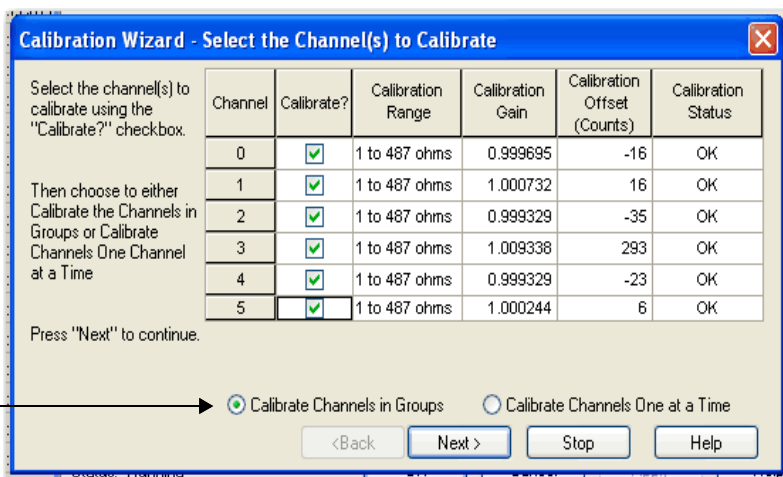 Calibration Wizard - Select the Channel(s) to Calibrate
Select the channel(s) to
calibrate using the
"Calibrate?" checkbox.
Then choose to either
Calibrate the Channels in
Groups or Calibrate
Channels One Channel
at a Time
Press "Next" to continue.
Channel Calibrate? Calibration Range Calibration Gain Calibration Offset (Counts) Calibration Status
0 1 to 487 ohms 0.999695 -16 OK
1 1 to 487 ohms 1.000732 16 OK
2 1 to 487 ohms 0.999329 -35 OK
3 1 to 487 ohms 1.009338 293 OK
4 1 to 487 ohms 0.999329 -23 OK
5 1 to 487 ohms 1.000244 6 OK
Calibrate Channels in Groups Calibrate Channels One at a Time
<Back Next > Stop Help